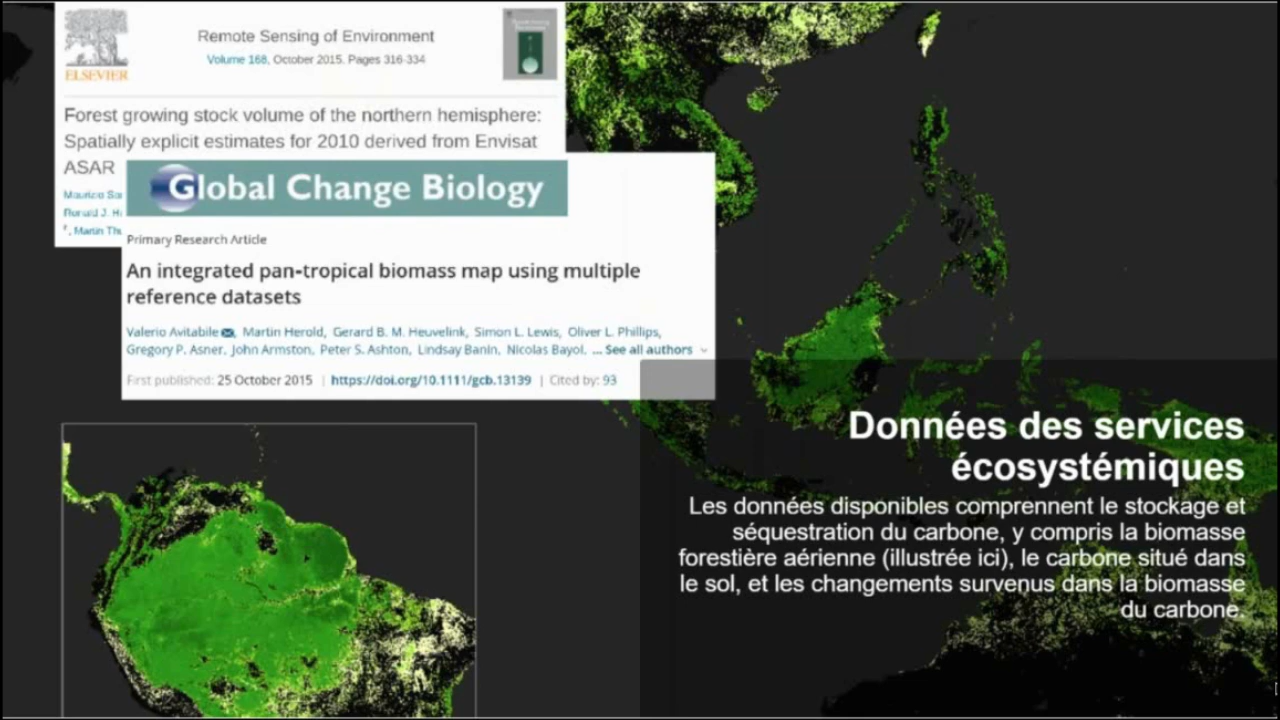 ELSEVIER
Remote Sensing of Environment
Volume 168, October 2015, Pages 316-334
Forest growing stock volume of the northern hemisphere:
Spatially explicit estimates for 2010 derived from Envisat
ASAR
Maurizio
Ronald J.
, Martin
Global Change Biology
Primary Research Article
An integrated pan-tropical biomass map using multiple
reference datasets
Valerio Avitabile, Martin Herold, Gerard B. M. Heuvelink, Simon L. Lewis, Oliver L. Phillips,
Gregory P. Asner, John Armston, Peter S. Ashton, Lindsay Banin, Nicolas Bayol, ... See all authors
First published: 25 October 2015 | https://doi.org/10.1111/gcb.13139 | Cited by: 93
Données des services
écosystémiques
Les données disponibles comprennent le stockage et
séquestration du carbone, y compris la biomasse
forestière aérienne (illustrée ici), le carbone situé dans
le sol, et les changements survenus dans la biomasse
du carbone.